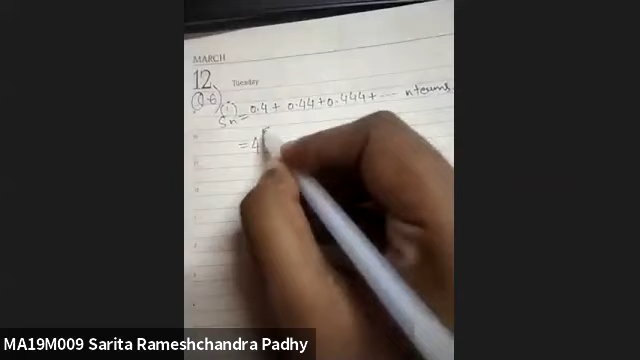 MARCH
12 Tuesday
Q.6 (i)
Sn = 0.4 + 0.44 + 0.444 + ... n terms.
= 4
MA19M009 Sarita Rameshchandra Padhy